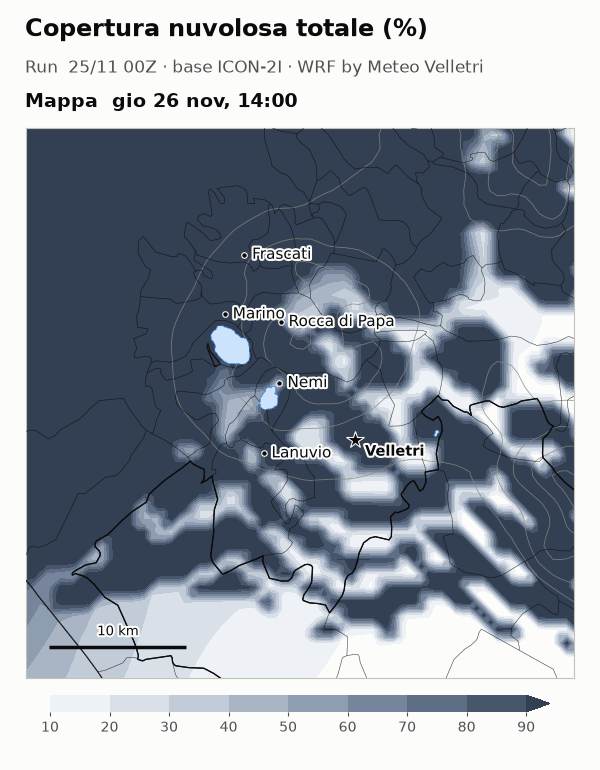 Copertura nuvolosa totale (%)
Run  25/11 00Z · base ICON-2I · WRF by Meteo Velletri
Mappa  gio 26 nov, 14:00
Frascati
Marino
Rocca di Papa
Nemi
Velletri
Lanuvio
10 km
10 20 30 40 50 60 70 80 90